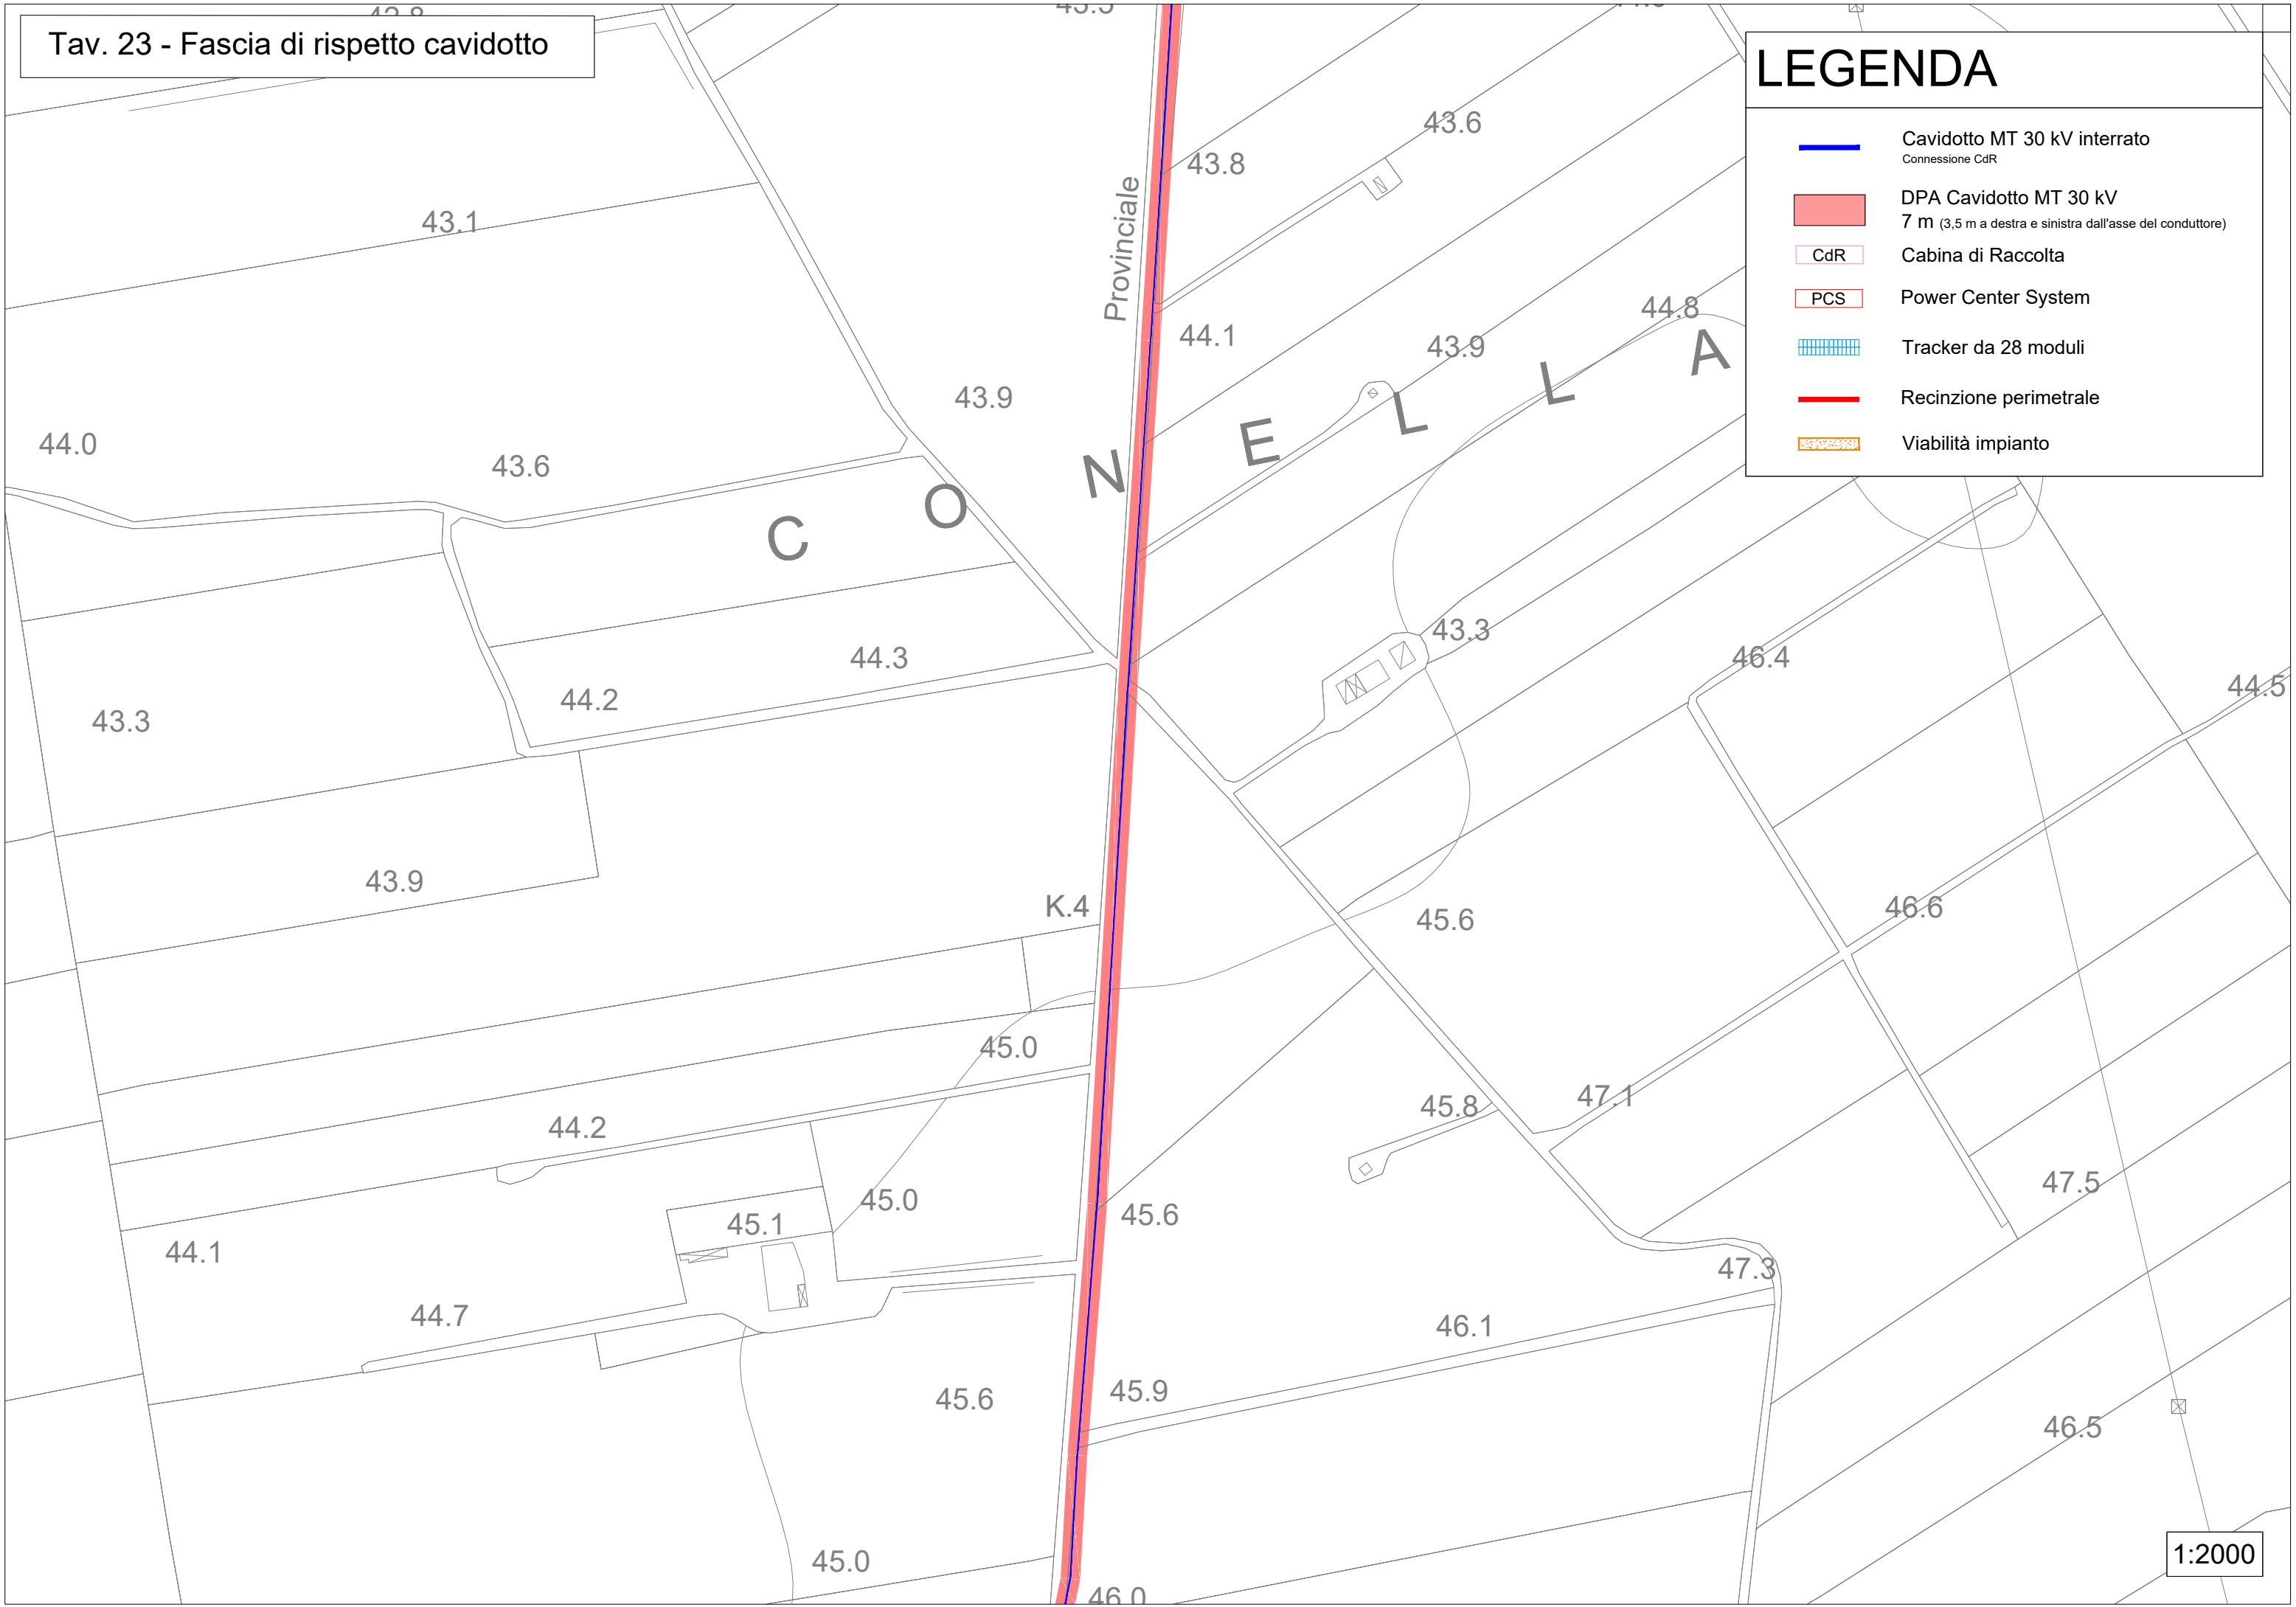 Tav. 23 - Fascia di rispetto cavidotto
LEGENDA
Cavidotto MT 30 kV interrato
Connessione CdR
DPA Cavidotto MT 30 kV
7 m (3,5 m a destra e sinistra dall'asse del conduttore)
CdR Cabina di Raccolta
PCS Power Center System
Tracker da 28 moduli
Recinzione perimetrale
Viabilità impianto
43.6
43.8
Provinciale
43.1
44.8
44.1
43.9
43.9
44.0
43.6
CONELLA
43.3
44.3
46.4
44.5
44.2
43.3
43.9
K.4
45.6
46.6
45.0
44.2
45.8
47.1
47.5
45.0
45.1
45.6
44.1
47.3
44.7
46.1
45.6
45.9
46.5
45.0
46.0
1:2000